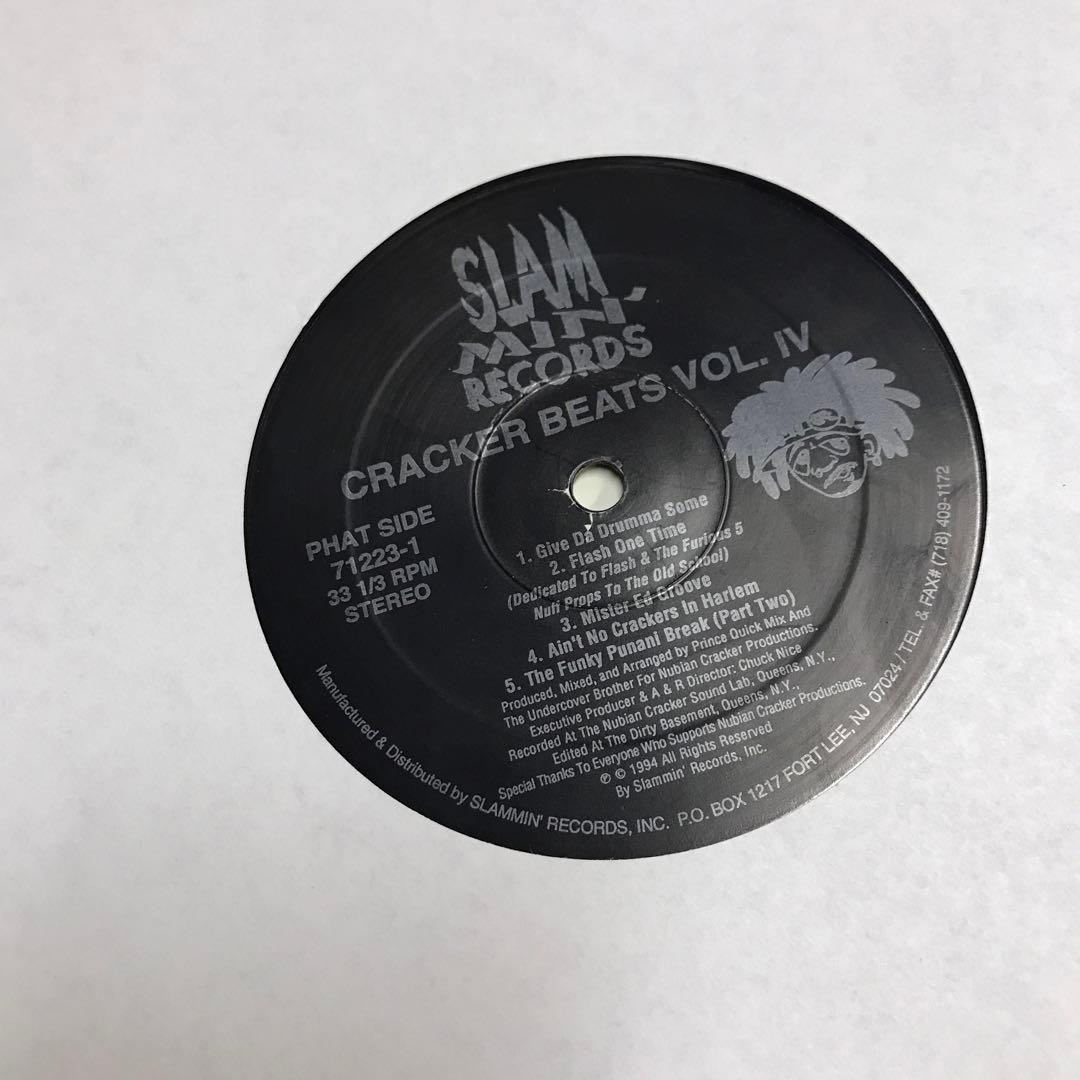 SLAM
MIN'
RECORDS
CRACKER BEATS VOL. IV
PHAT SIDE
71223-1
33 1/3 RPM
STEREO
1. Give Da Drumma Some
2. Flash One Time
(Dedicated To Flash & The Furious 5
Nuff Props To The Old School)
3. Mister Ed Groove
4. Ain't No Crackers In Harlem
5. The Funky Punani Break (Part Two)
Produced, Mixed, and Arranged by Prince Quick Mix And
The Undercover Brother For Nubian Cracker Productions.
Executive Producer & A & R Director: Chuck Nice
Recorded At The Nubian Cracker Sound Lab, Queens, N.Y.,
Edited At The Dirty Basement, Queens, N.Y.,
Special Thanks To Everyone Who Supports Nubian Cracker Productions.
℗ © 1994 All Rights Reserved
By Slammin' Records, Inc.
Manufactured & Distributed by SLAMMIN' RECORDS, INC. P.O. BOX 1217 FORT LEE, NJ 07024 / TEL. & FAX# (718) 409-1172